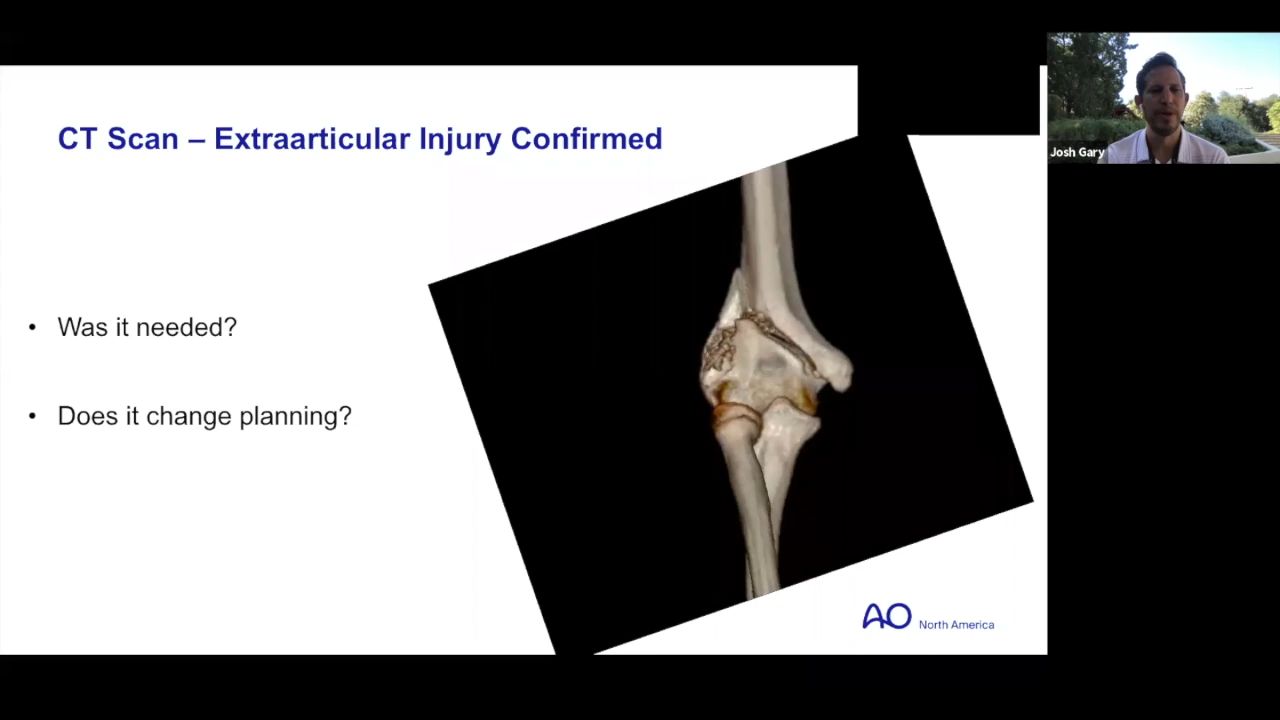 CT Scan – Extraarticular Injury Confirmed
• Was it needed?
• Does it change planning?
AO North America
Josh Gary